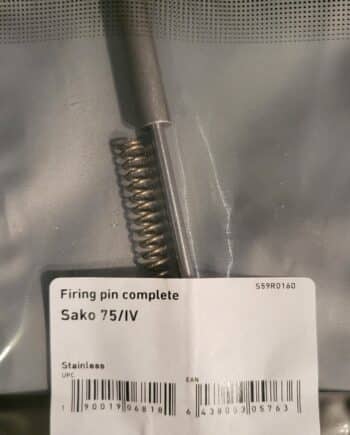 Firing pin complete
S59R0160
Sako 75/IV
Stainless
UPC
EAN
1 90019 06818
6 438003 05763